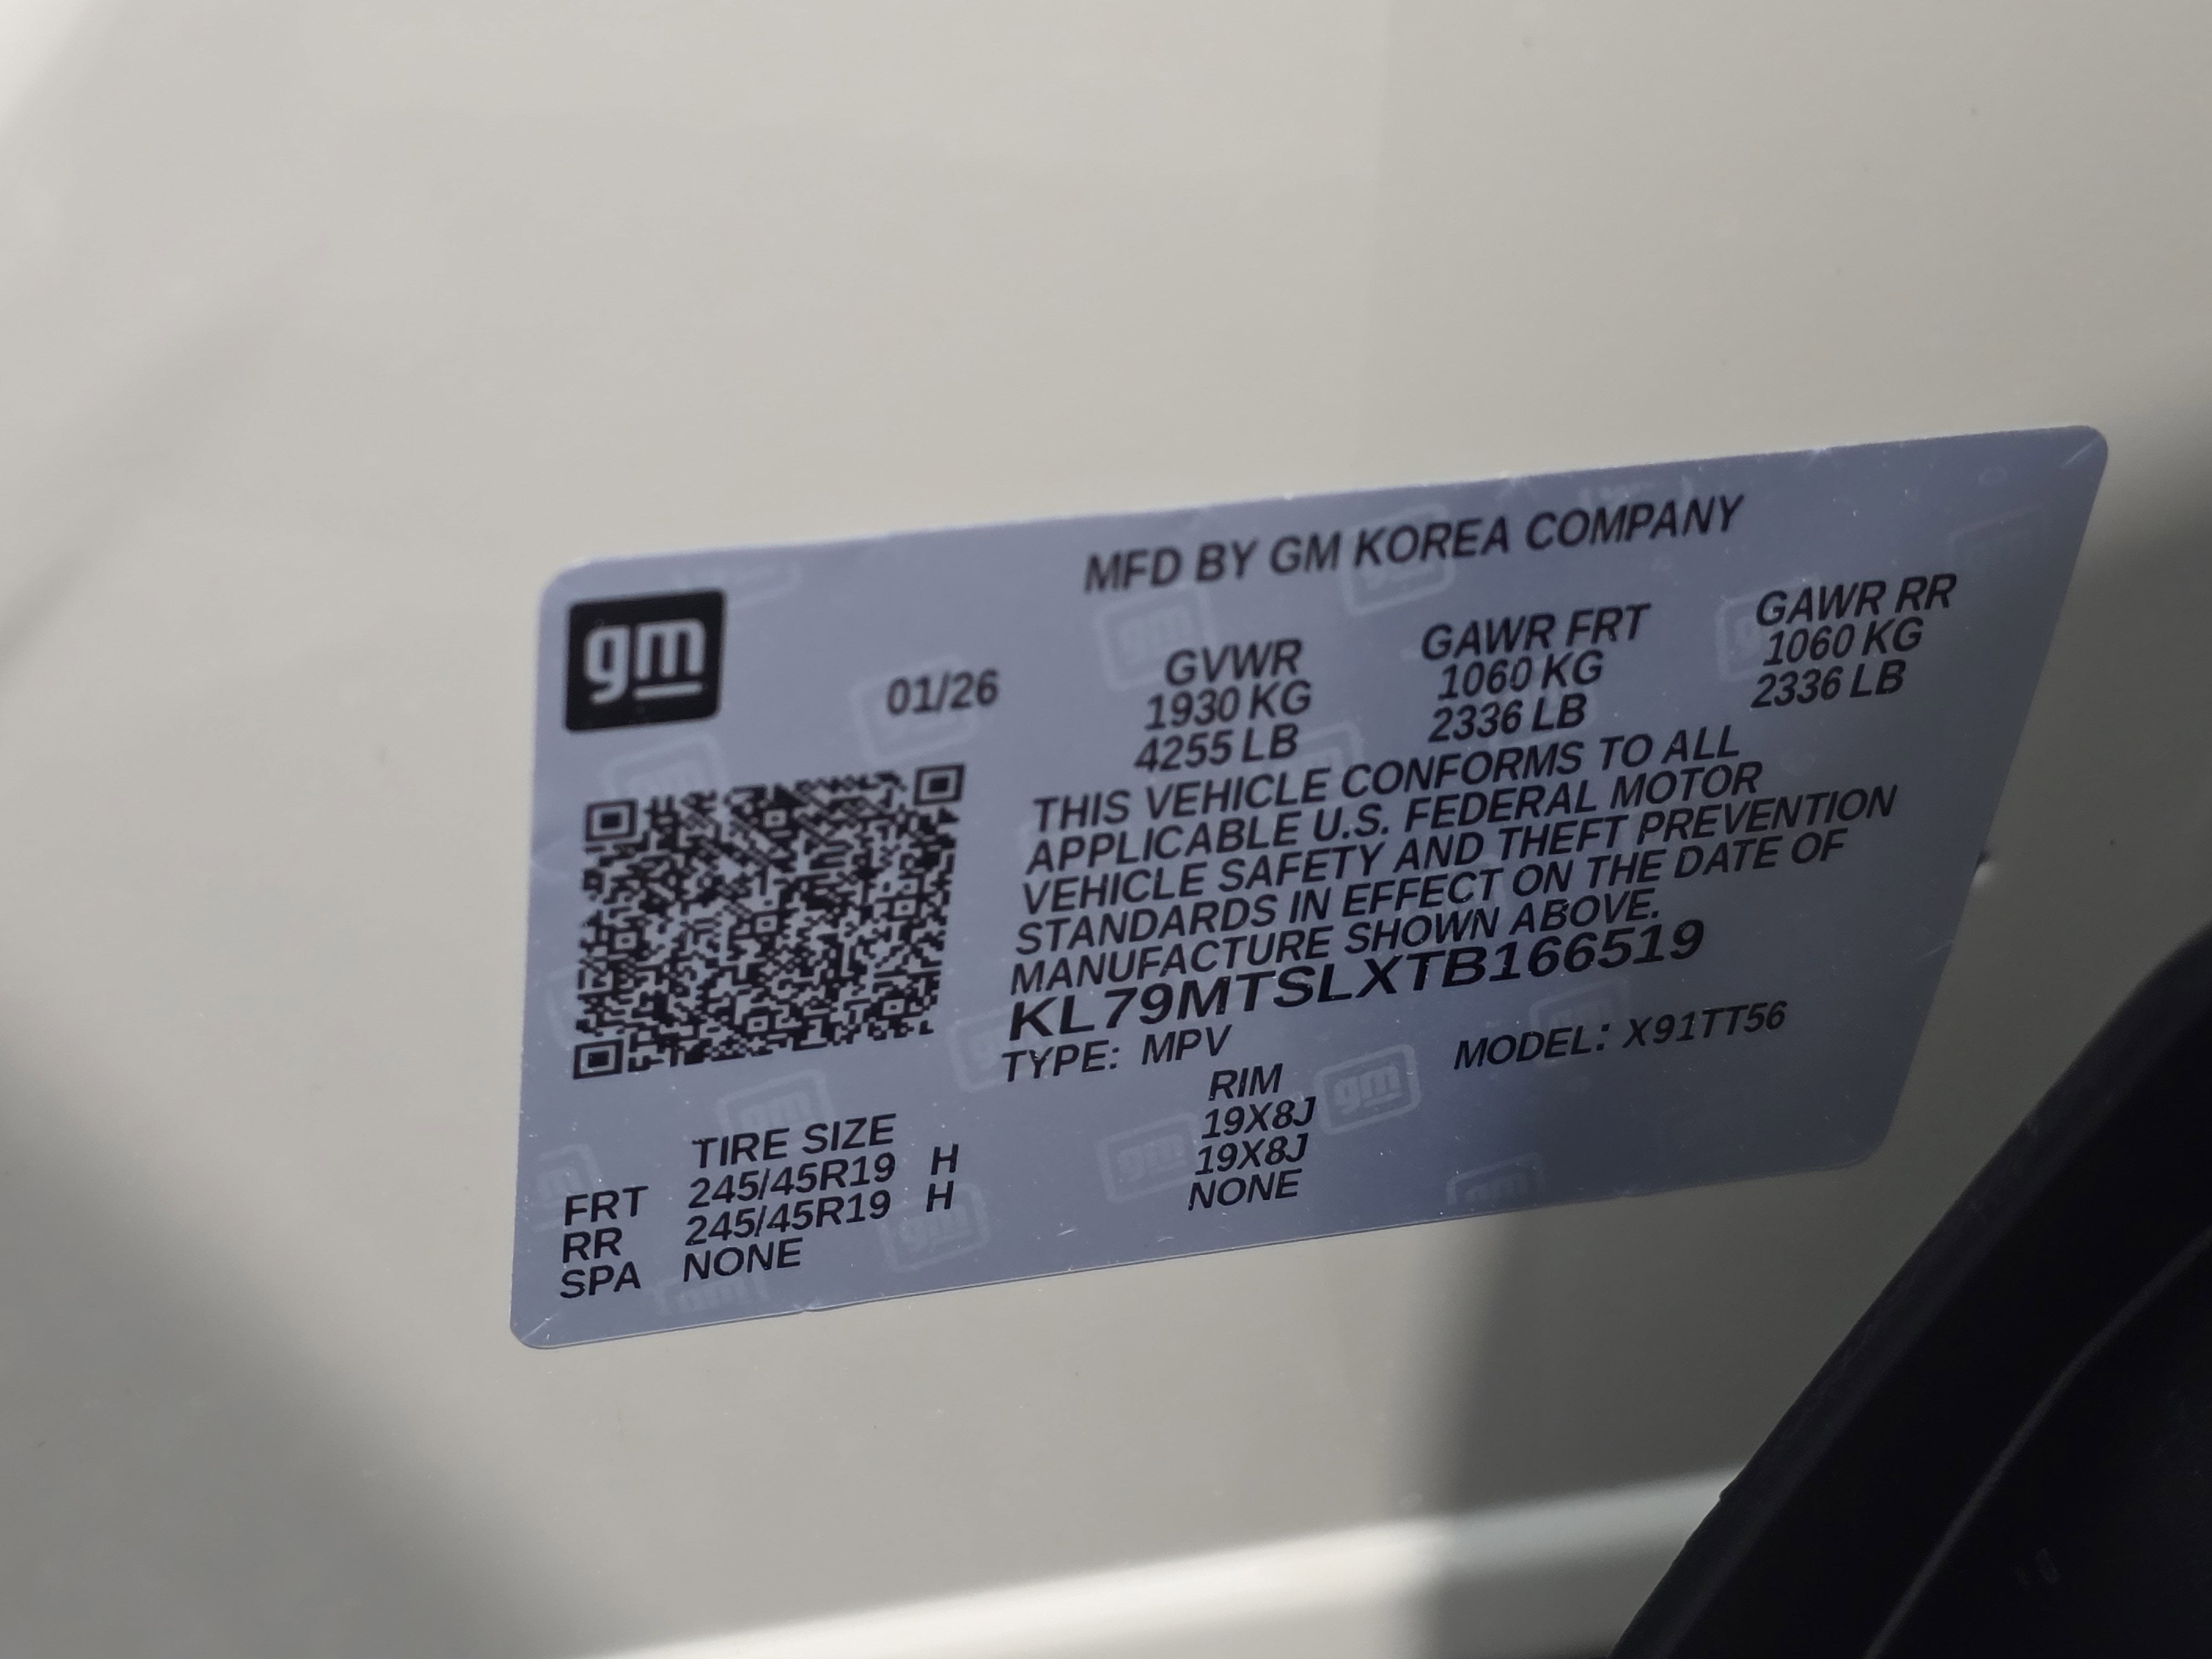 gm
MFD BY GM KOREA COMPANY
01/26
GVWR GAWR FRT GAWR RR
1930 KG 1060 KG 1060 KG
4255 LB 2336 LB 2336 LB
THIS VEHICLE CONFORMS TO ALL
APPLICABLE U.S. FEDERAL MOTOR
VEHICLE SAFETY AND THEFT PREVENTION
STANDARDS IN EFFECT ON THE DATE OF
MANUFACTURE SHOWN ABOVE.
KL79MTSLXTB166519
TYPE: MPV MODEL: X91TT56
TIRE SIZE RIM
FRT 245/45R19 H 19X8J
RR 245/45R19 H 19X8J
SPA NONE NONE